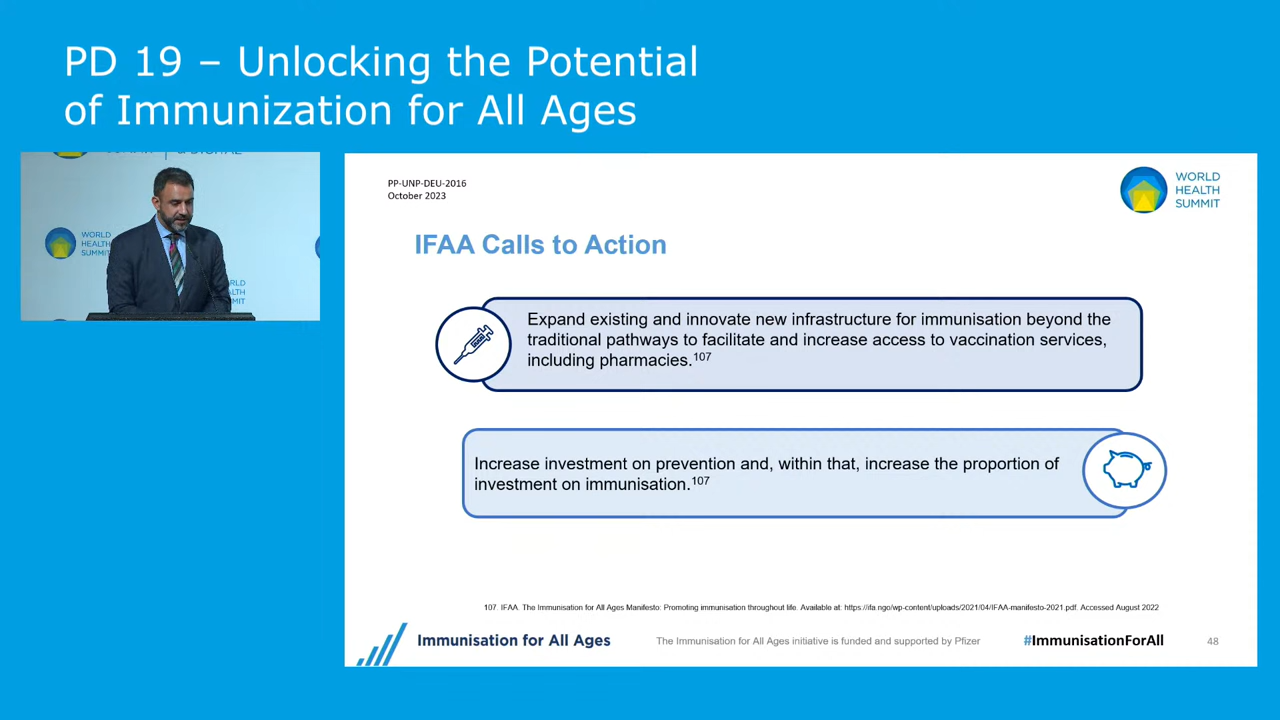 PD 19 – Unlocking the Potential
of Immunization for All Ages
WORLD
HEALTH
SUMMIT
PP-UNP-DEU-2016
October 2023
WORLD
HEALTH
SUMMIT
IFAA Calls to Action
Expand existing and innovate new infrastructure for immunisation beyond the
traditional pathways to facilitate and increase access to vaccination services,
including pharmacies.107
Increase investment on prevention and, within that, increase the proportion of
investment on immunisation.107
107. IFAA. The Immunisation for All Ages Manifesto: Promoting immunisation throughout life. Available at: https://ifa.ngo/wp-content/uploads/2021/04/IFAA-manifesto-2021.pdf. Accessed August 2022
Immunisation for All Ages
The Immunisation for All Ages initiative is funded and supported by Pfizer
#ImmunisationForAll
48